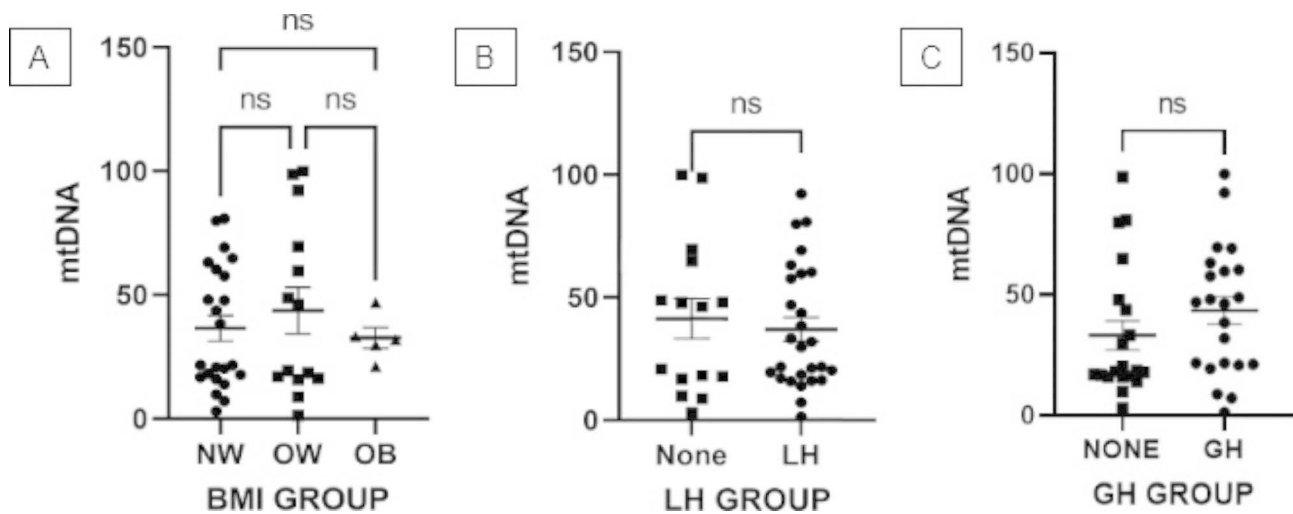 A
ns
ns
ns
150
100
50
0
mtDNA
NW
OW
OB
BMI GROUP
B
ns
150
100
50
0
mtDNA
None
LH
LH GROUP
C
ns
150
100
50
0
mtDNA
NONE
GH
GH GROUP